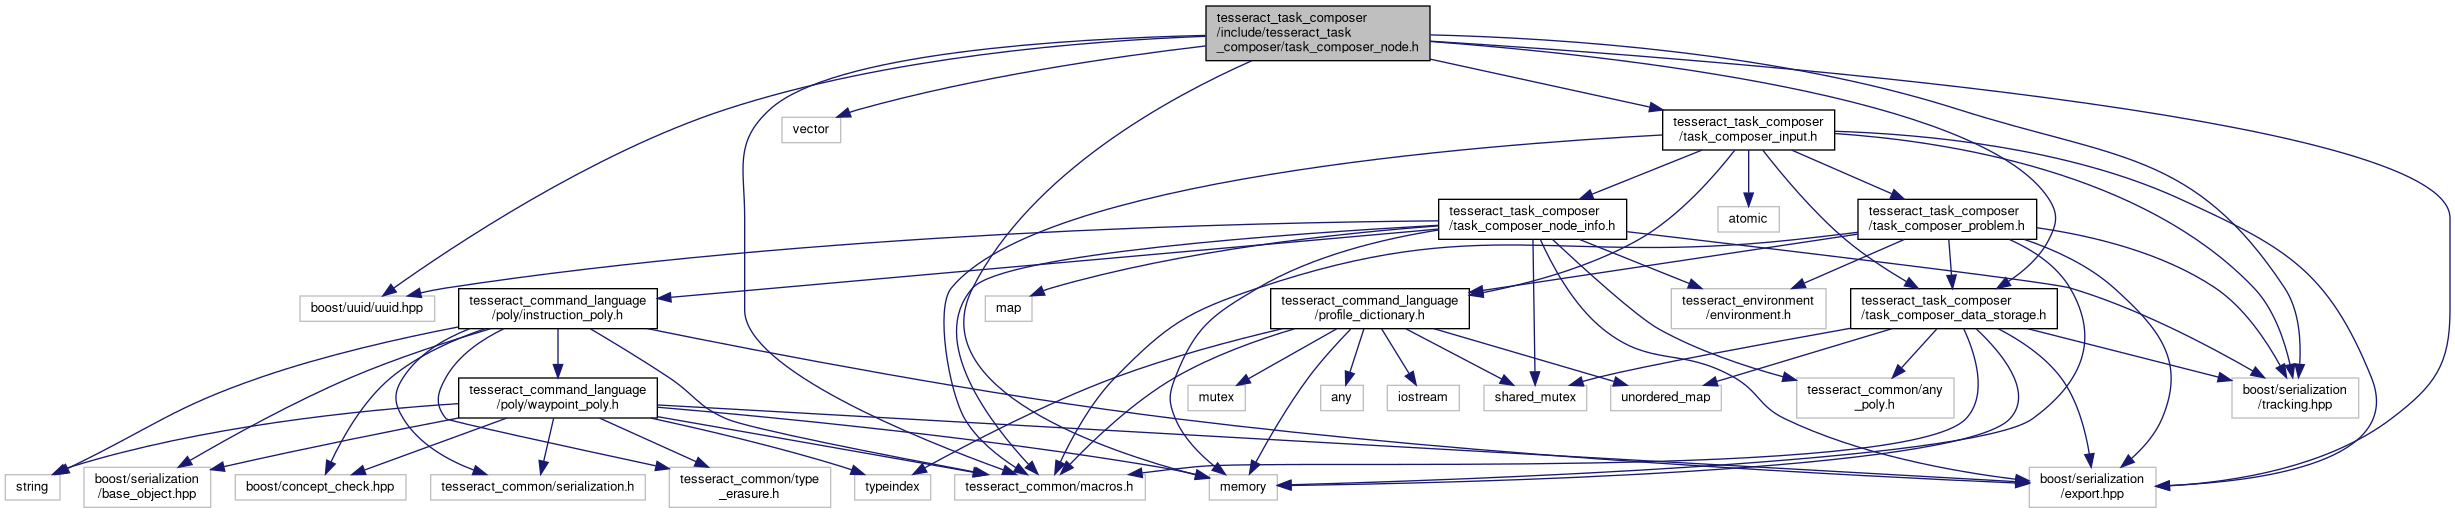 tesseract_task_composer
/include/tesseract_task
_composer/task_composer_node.h
vector
tesseract_task_composer
/task_composer_input.h
tesseract_task_composer
/task_composer_node_info.h
atomic
tesseract_task_composer
/task_composer_problem.h
boost/uuid/uuid.hpp
tesseract_command_language
/poly/instruction_poly.h
map
tesseract_command_language
/profile_dictionary.h
tesseract_environment
/environment.h
tesseract_task_composer
/task_composer_data_storage.h
tesseract_command_language
/poly/waypoint_poly.h
mutex
any
iostream
shared_mutex
unordered_map
tesseract_common/any
_poly.h
boost/serialization
/tracking.hpp
string
boost/serialization
/base_object.hpp
boost/concept_check.hpp
tesseract_common/serialization.h
tesseract_common/type
_erasure.h
typeindex
tesseract_common/macros.h
memory
boost/serialization
/export.hpp